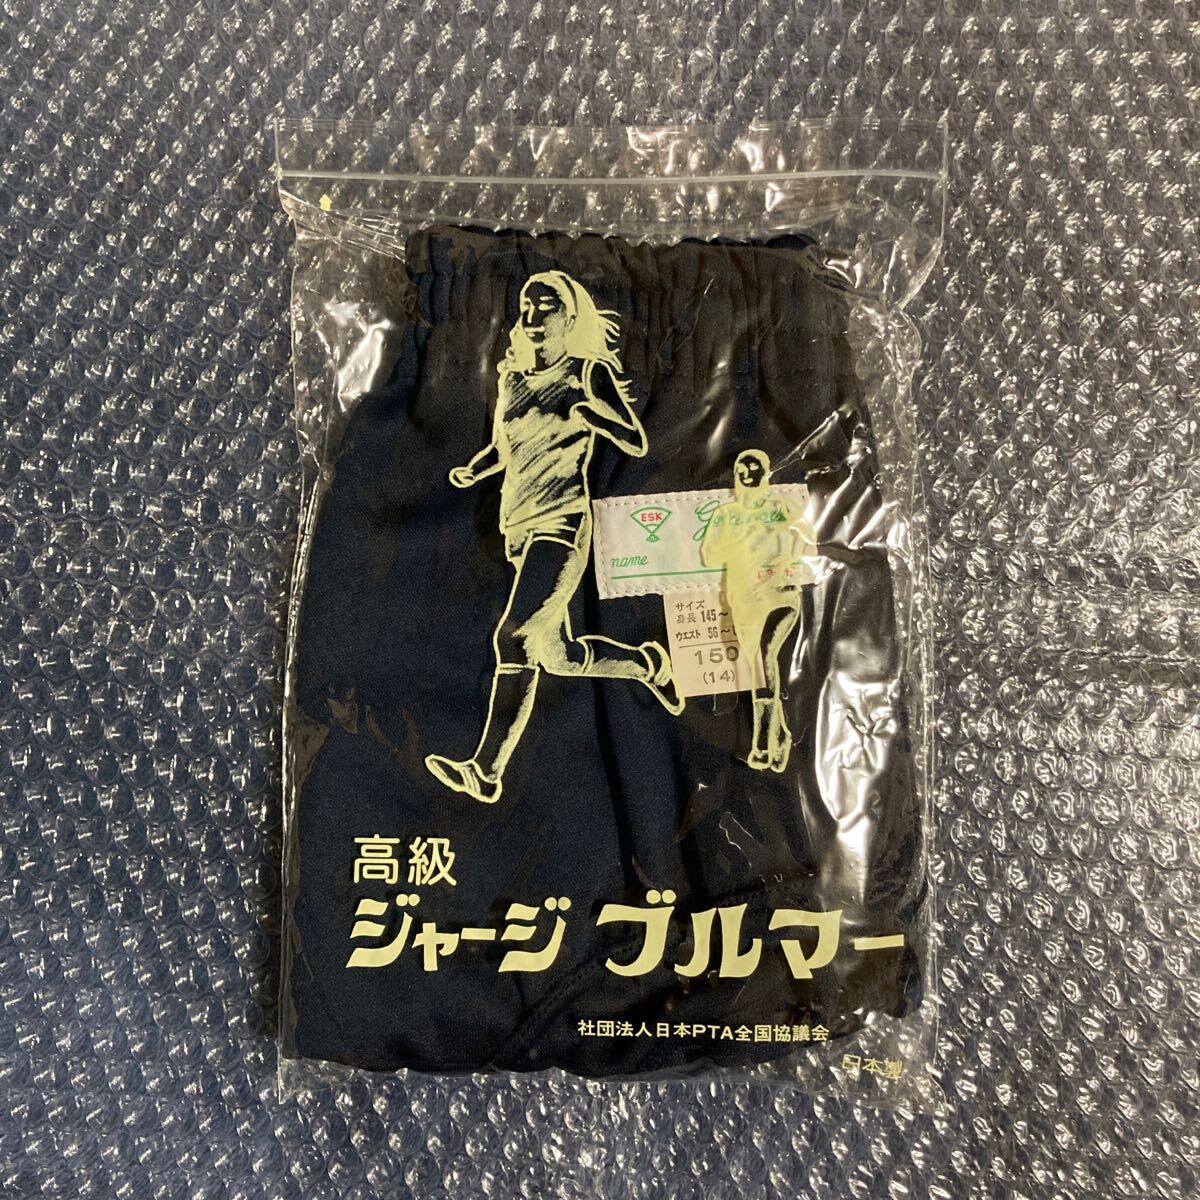 ESK
name
サイズ
身長 145～
ウエスト 56～
150
(14)
高級
ジャージ ブルマー
社団法人日本PTA全国協議会
日本製